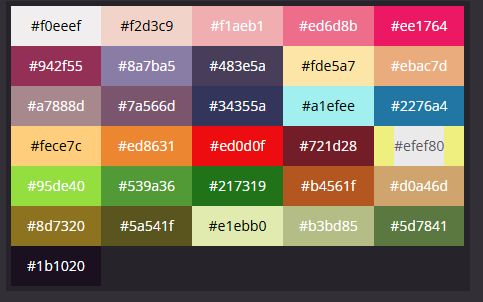 #f0eeef #f2d3c9 #f1aeb1 #ed6d8b #ee1764
#942f55 #8a7ba5 #483e5a #fde5a7 #ebac7d
#a7888d #7a566d #34355a #a1efee #2276a4
#fece7c #ed8631 #ed0d0f #721d28 #efef80
#95de40 #539a36 #217319 #b4561f #d0a46d
#8d7320 #5a541f #e1ebb0 #b3bd85 #5d7841
#1b1020